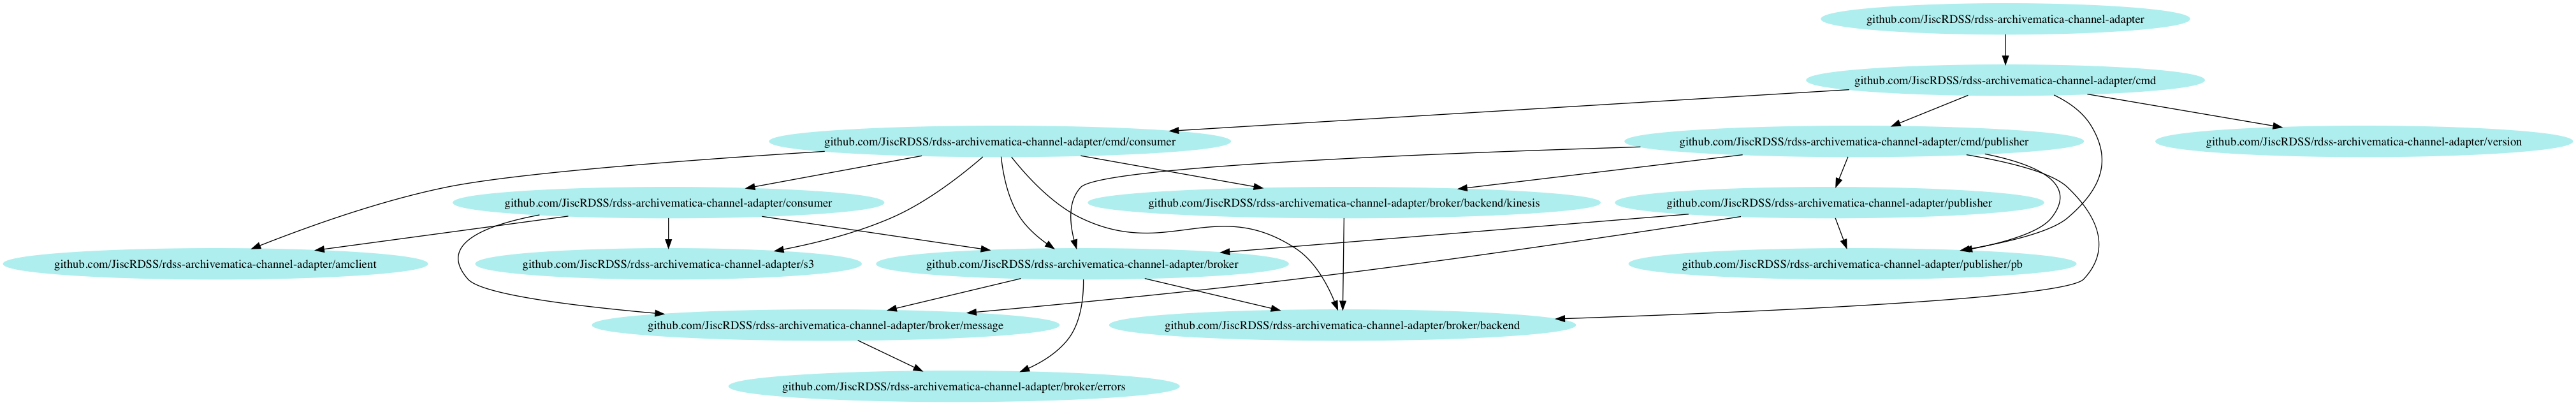 github.com/JiscRDSS/rdss-archivematica-channel-adapter
github.com/JiscRDSS/rdss-archivematica-channel-adapter/cmd
github.com/JiscRDSS/rdss-archivematica-channel-adapter/cmd/consumer
github.com/JiscRDSS/rdss-archivematica-channel-adapter/cmd/publisher
github.com/JiscRDSS/rdss-archivematica-channel-adapter/version
github.com/JiscRDSS/rdss-archivematica-channel-adapter/consumer
github.com/JiscRDSS/rdss-archivematica-channel-adapter/broker/backend/kinesis
github.com/JiscRDSS/rdss-archivematica-channel-adapter/publisher
github.com/JiscRDSS/rdss-archivematica-channel-adapter/amclient
github.com/JiscRDSS/rdss-archivematica-channel-adapter/s3
github.com/JiscRDSS/rdss-archivematica-channel-adapter/broker
github.com/JiscRDSS/rdss-archivematica-channel-adapter/publisher/pb
github.com/JiscRDSS/rdss-archivematica-channel-adapter/broker/message
github.com/JiscRDSS/rdss-archivematica-channel-adapter/broker/backend
github.com/JiscRDSS/rdss-archivematica-channel-adapter/broker/errors